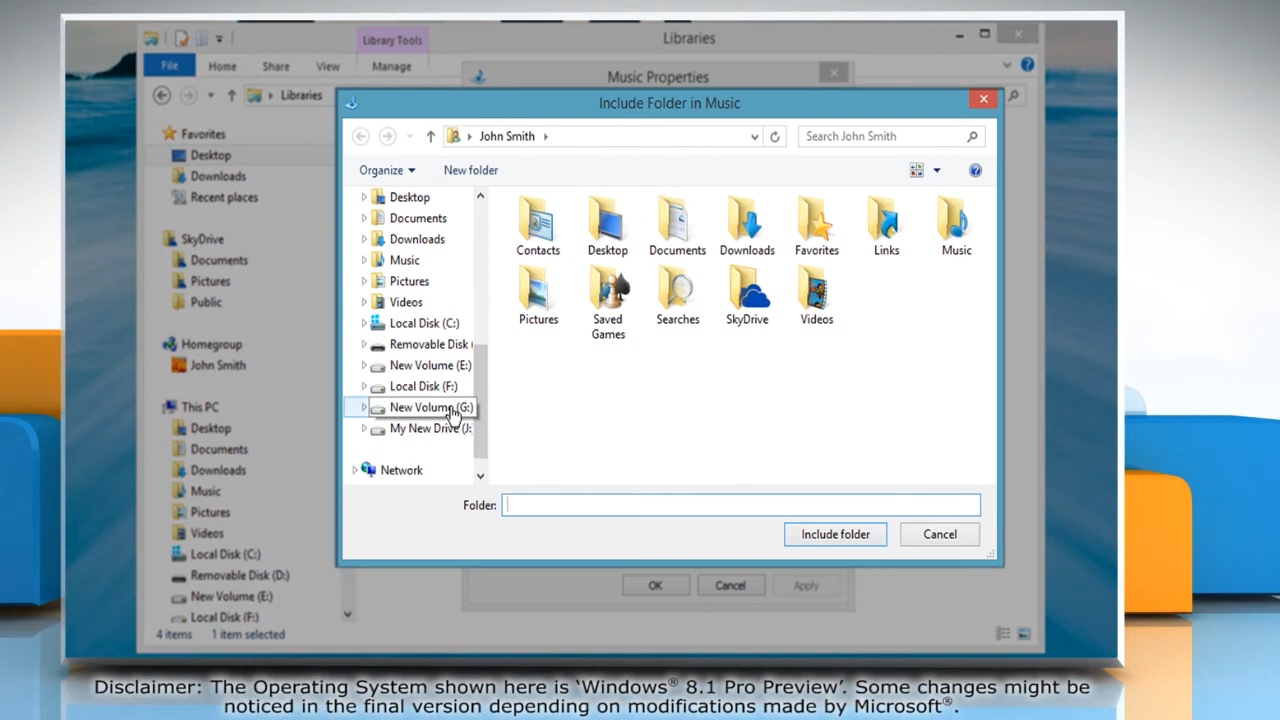 Library Tools
Libraries
File
Home
Share
View
Manage
Libraries
Favorites
Desktop
Downloads
Recent places
SkyDrive
Documents
Pictures
Public
Homegroup
John Smith
This PC
Desktop
Documents
Downloads
Music
Pictures
Videos
Local Disk (C:)
Removable Disk (D:)
New Volume (E:)
Local Disk (F:)
4 items
1 item selected
Music Properties
OK
Cancel
Apply
Include Folder in Music
John Smith
Search John Smith
Organize
New folder
Desktop
Documents
Downloads
Music
Pictures
Videos
Local Disk (C:)
Removable Disk (
New Volume (E:)
Local Disk (F:)
New Volume (G:)
My New Drive (J:
Network
Contacts
Desktop
Documents
Downloads
Favorites
Links
Music
Pictures
Saved
Games
Searches
SkyDrive
Videos
Folder:
Include folder
Cancel
Disclaimer: The Operating System shown here is ‘Windows® 8.1 Pro Preview’. Some changes might be
noticed in the final version depending on modifications made by Microsoft®.